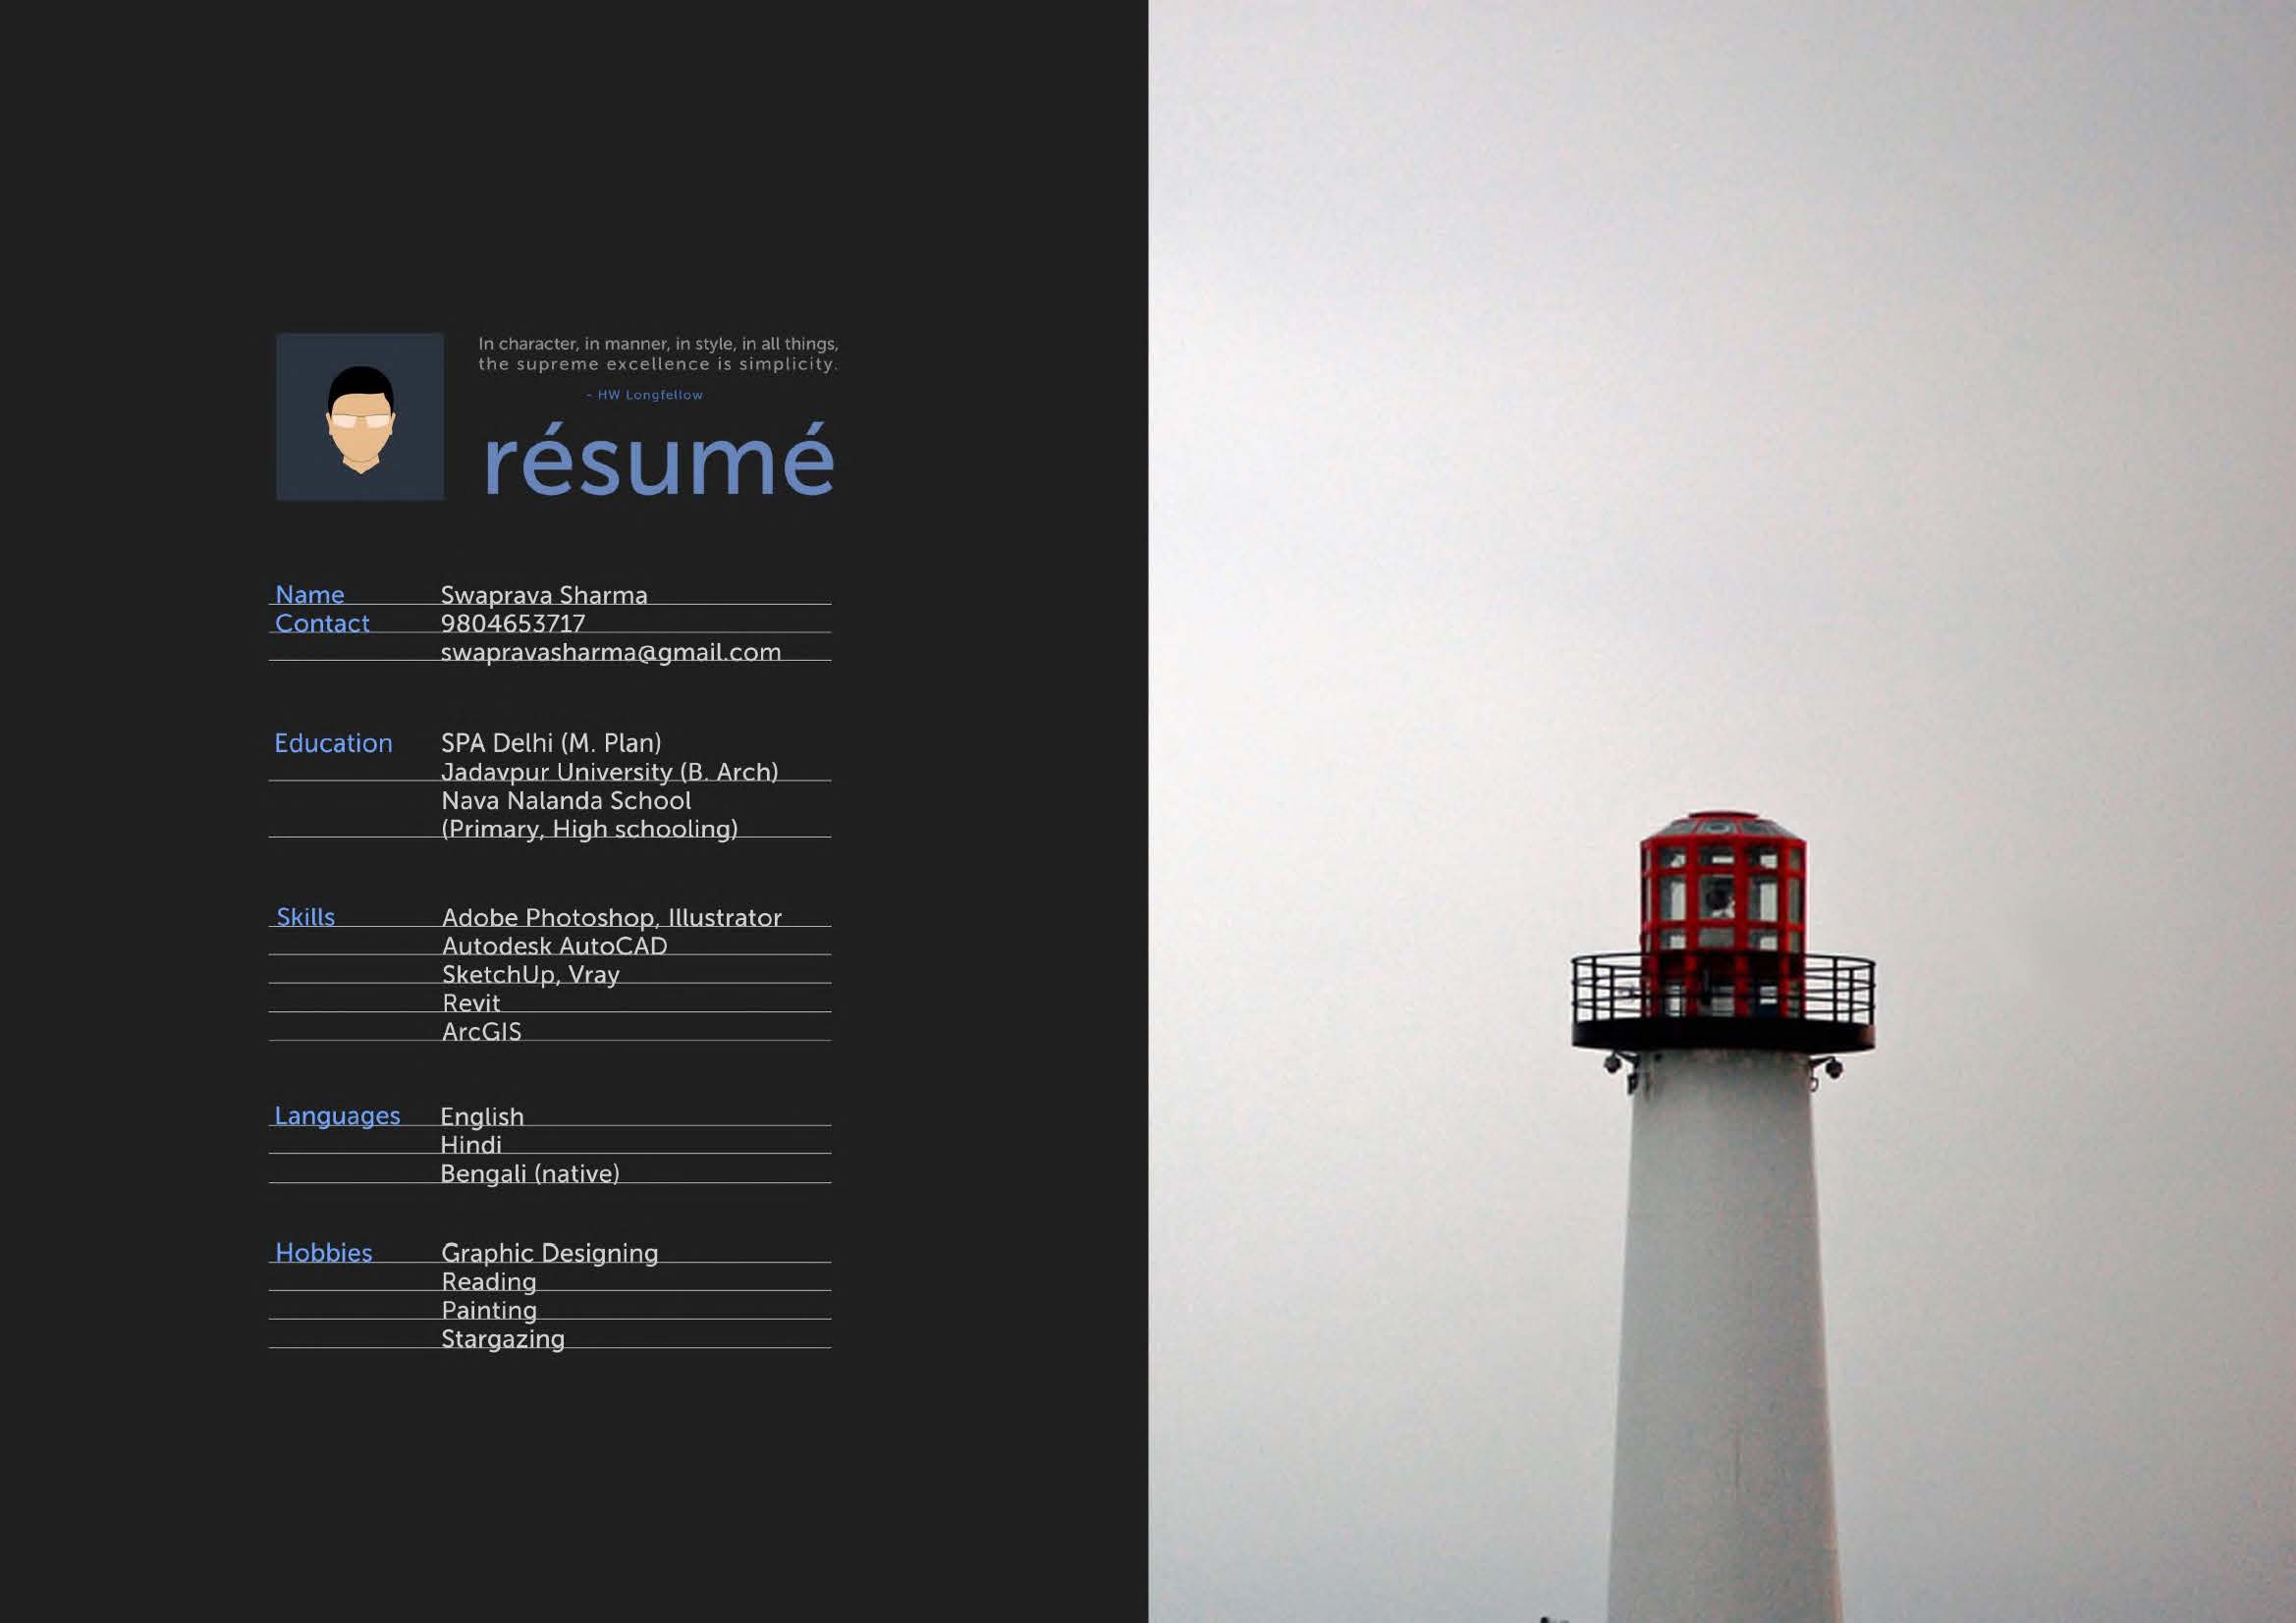 In character, in manner, in style, in all things,
the supreme excellence is simplicity.
- HW Longfellow
résumé
Name Swaprava Sharma
Contact 9804653717
swapravasharma@gmail.com
Education SPA Delhi (M. Plan)
Jadavpur University (B. Arch)
Nava Nalanda School
(Primary, High schooling)
Skills Adobe Photoshop, Illustrator
Autodesk AutoCAD
SketchUp, Vray
Revit
ArcGIS
Languages English
Hindi
Bengali (native)
Hobbies Graphic Designing
Reading
Painting
Stargazing